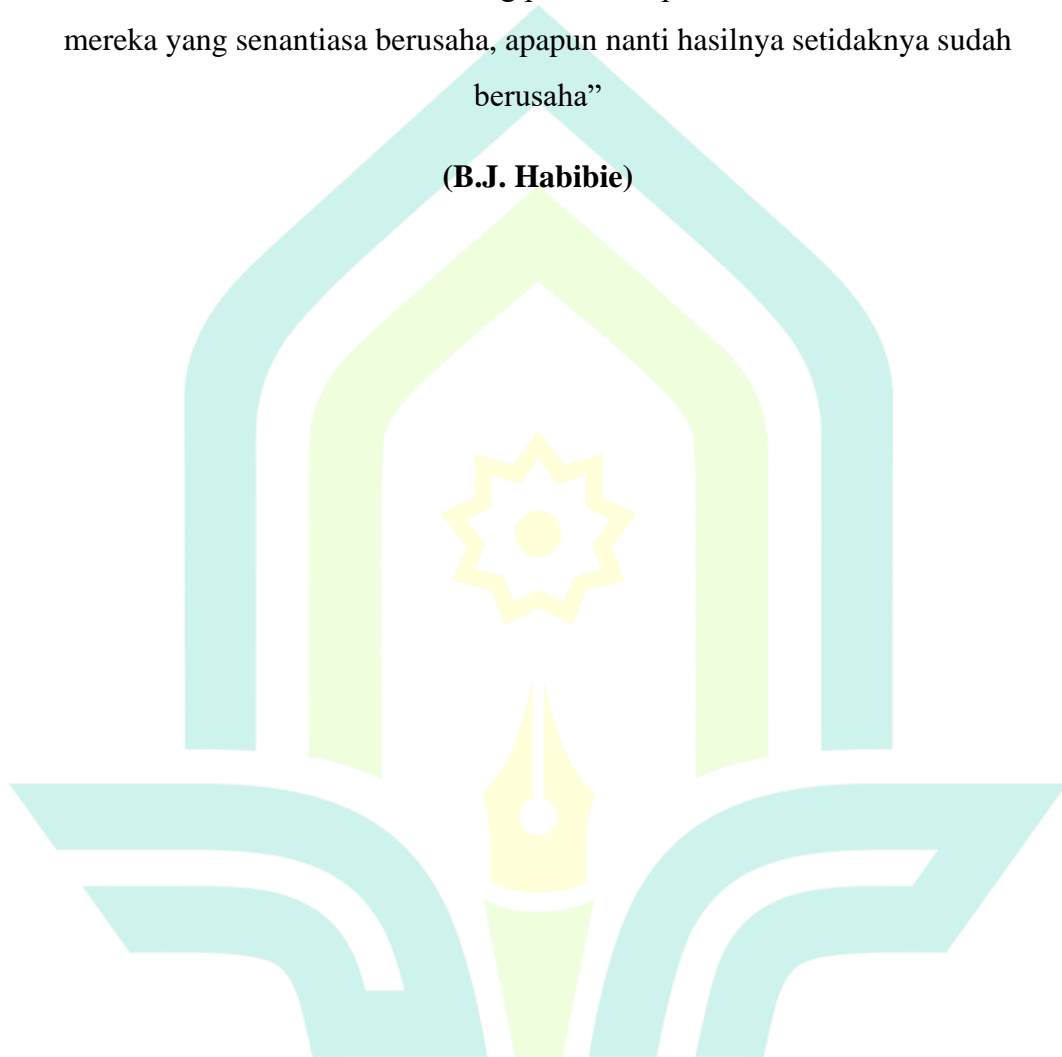 mereka yang senantiasa berusaha, apapun nanti hasilnya setidaknya sudah
berusaha”
(B.J. Habibie)